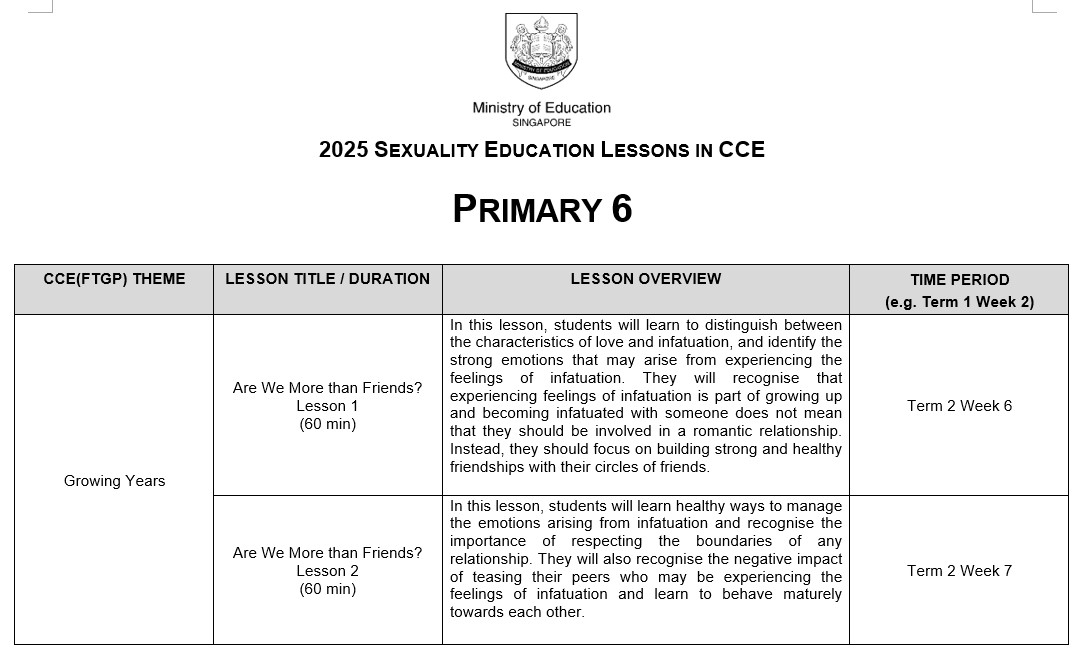 MINISTRY OF EDUCATION
SINGAPORE
Ministry of Education
SINGAPORE
2025 SEXUALITY EDUCATION LESSONS IN CCE
PRIMARY 6
CCE(FTGP) THEME
LESSON TITLE / DURATION
LESSON OVERVIEW
TIME PERIOD
(e.g. Term 1 Week 2)
Growing Years
Are We More than Friends?
Lesson 1
(60 min)
In this lesson, students will learn to distinguish between
the characteristics of love and infatuation, and identify the
strong emotions that may arise from experiencing the
feelings of infatuation. They will recognise that
experiencing feelings of infatuation is part of growing up
and becoming infatuated with someone does not mean
that they should be involved in a romantic relationship.
Instead, they should focus on building strong and healthy
friendships with their circles of friends.
Term 2 Week 6
Are We More than Friends?
Lesson 2
(60 min)
In this lesson, students will learn healthy ways to manage
the emotions arising from infatuation and recognise the
importance of respecting the boundaries of any
relationship. They will also recognise the negative impact
of teasing their peers who may be experiencing the
feelings of infatuation and learn to behave maturely
towards each other.
Term 2 Week 7